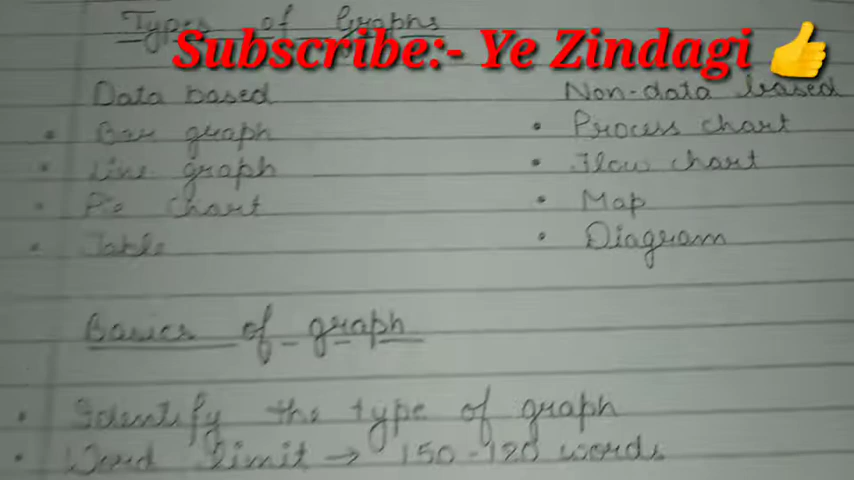 Types of Graphs
Subscribe:- Ye Zindagi 👍
Data based
Non-data based
• Bar graph
• Process chart
• Line graph
• Flow chart
• Pie chart
• Map
• Table
• Diagram
Basics of graph
• Identify the type of graph
• Word limit → 150-120 words